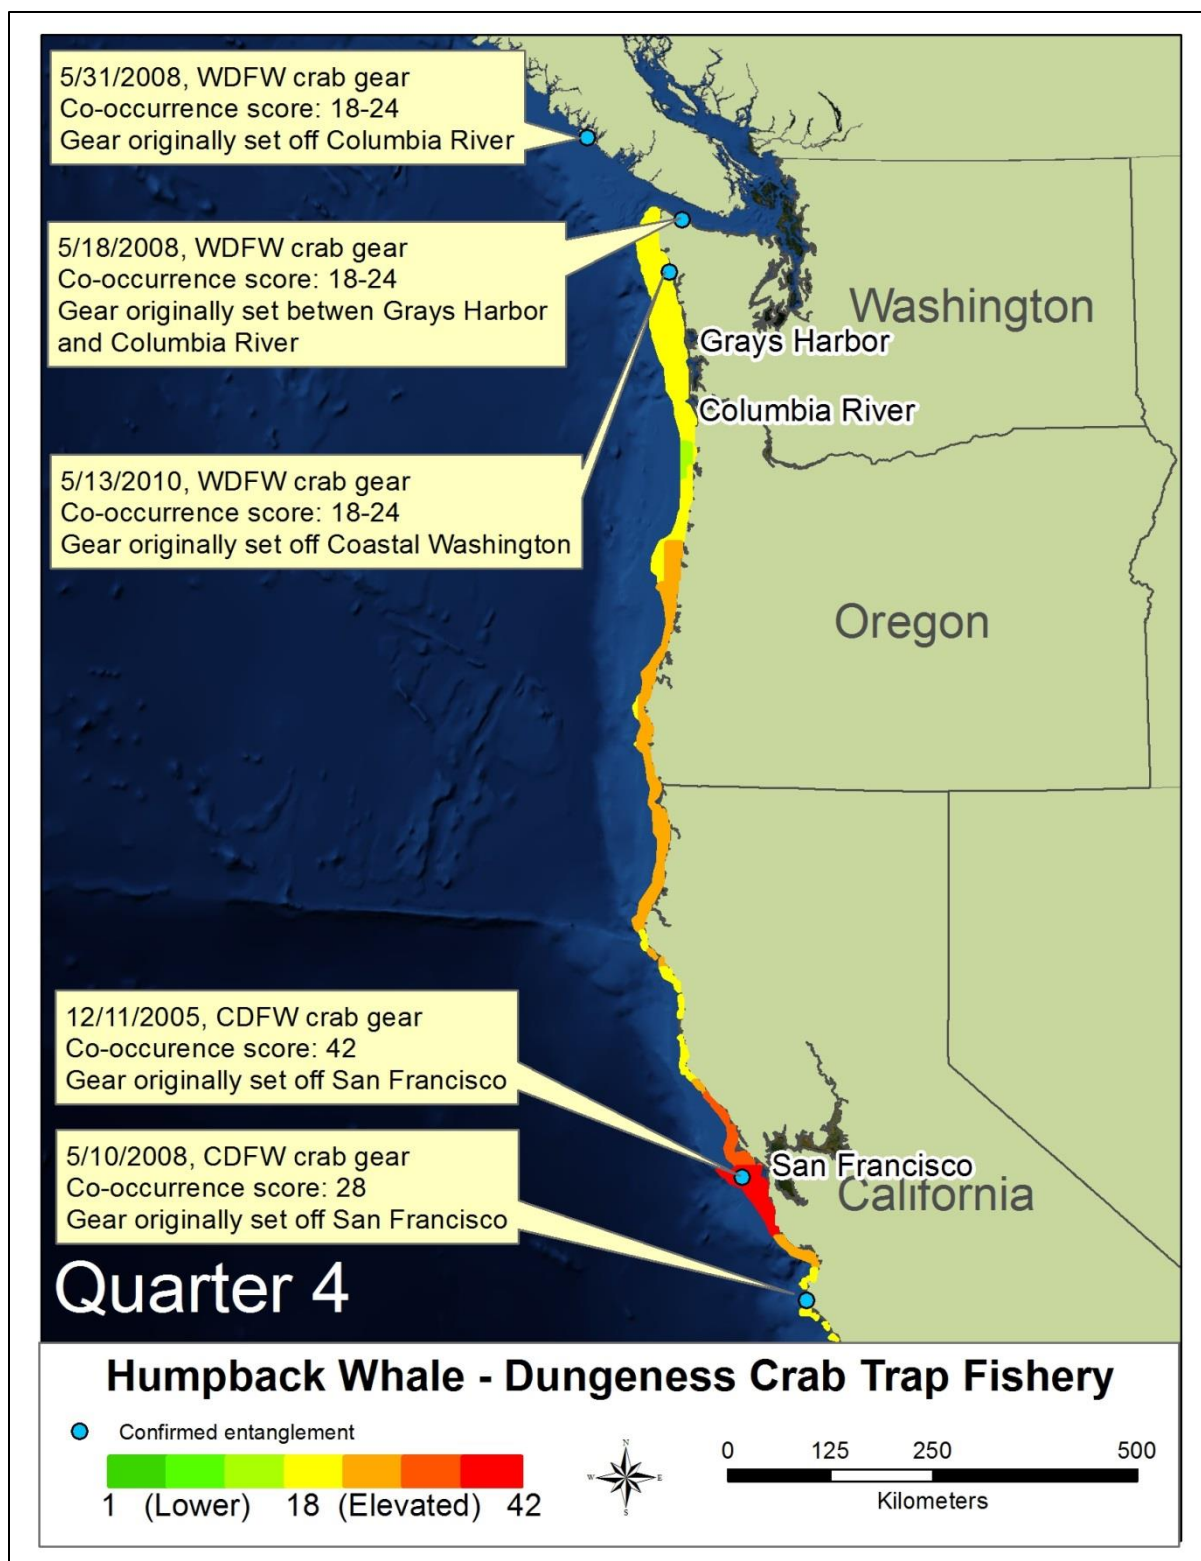 5/31/2008, WDFW crab gear
Co-occurrence score: 18-24
Gear originally set off Columbia River
5/18/2008, WDFW crab gear
Co-occurrence score: 18-24
Gear originally set betwen Grays Harbor
and Columbia River
Washington
Grays Harbor
Columbia River
5/13/2010, WDFW crab gear
Co-occurrence score: 18-24
Gear originally set off Coastal Washington
Oregon
12/11/2005, CDFW crab gear
Co-occurence score: 42
Gear originally set off San Francisco
5/10/2008, CDFW crab gear
Co-occurrence score: 28
Gear originally set off San Francisco
San Francisco
California
Quarter 4
Humpback Whale - Dungeness Crab Trap Fishery
Confirmed entanglement
1 (Lower) 18 (Elevated) 42
N
W E
S
0 125 250 500
Kilometers